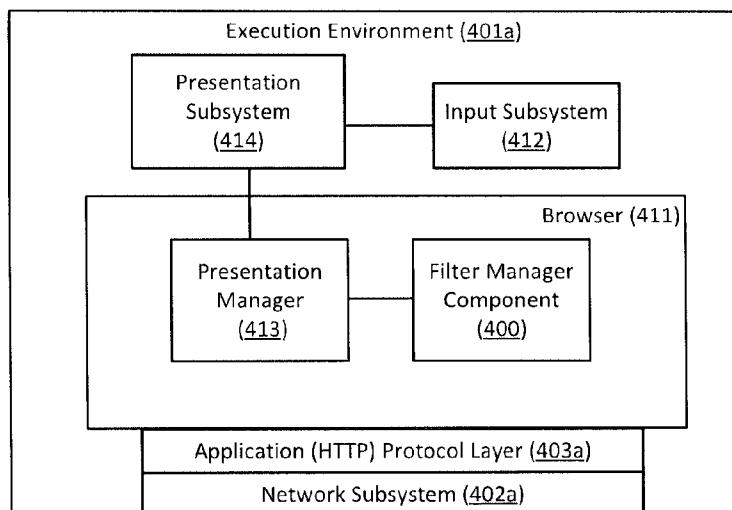 Execution Environment (401a)
Presentation
Subsystem
(414)
Input Subsystem
(412)
Browser (411)
Presentation
Manager
(413)
Filter Manager
Component
(400)
Application (HTTP) Protocol Layer (403a)
Network Subsystem (402a)